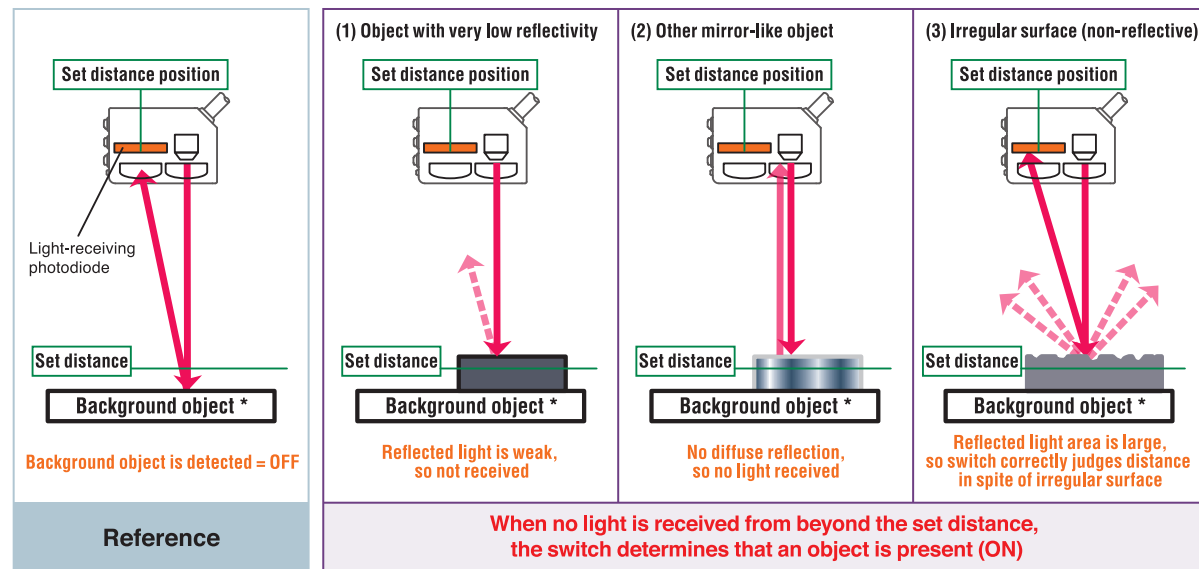 Set distance position
Light-receiving
photodiode
Set distance
Background object *
Background object is detected = OFF
Reference
(1) Object with very low reflectivity
Set distance position
Set distance
Background object *
Reflected light is weak,
so not received
(2) Other mirror-like object
Set distance position
Set distance
Background object *
No diffuse reflection,
so no light received
(3) Irregular surface (non-reflective)
Set distance position
Set distance
Background object *
Reflected light area is large,
so switch correctly judges distance
in spite of irregular surface
When no light is received from beyond the set distance,
the switch determines that an object is present (ON)